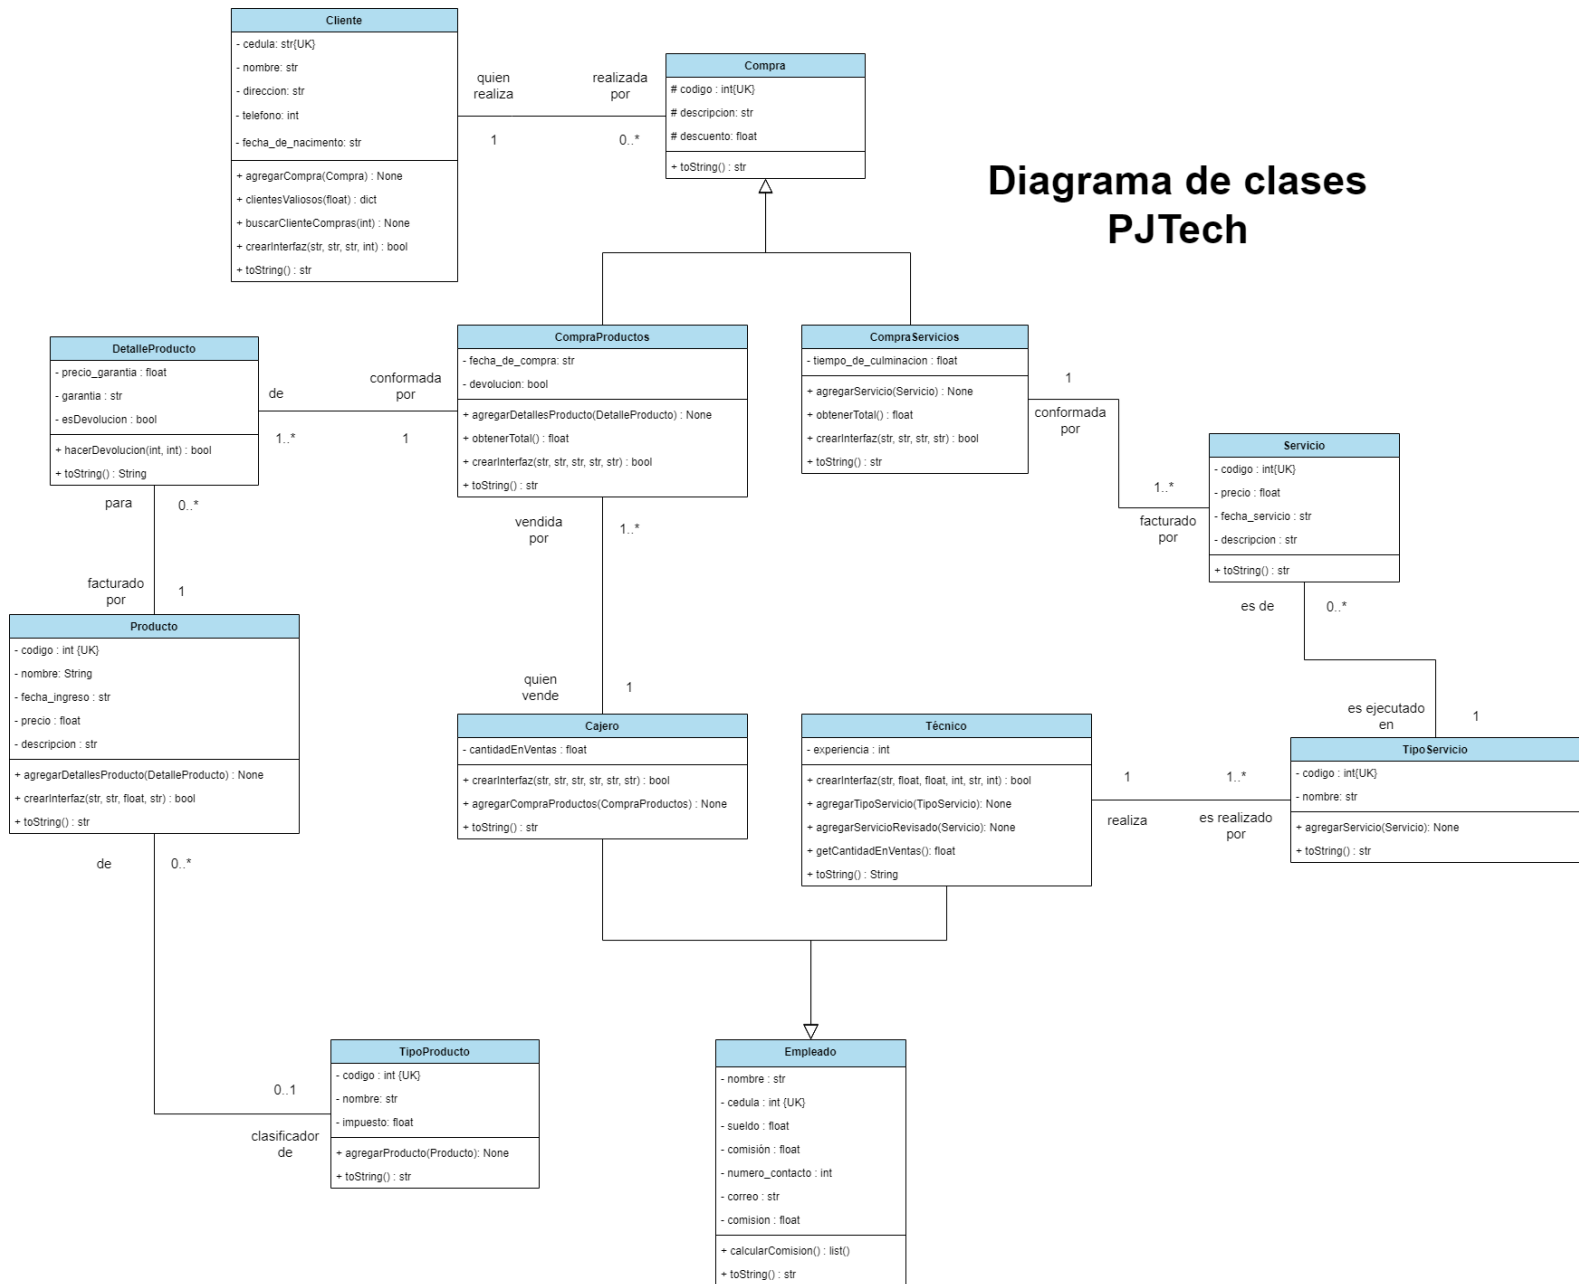 Cliente
- cedula: str{UK}
- nombre: str
- direccion: str
- telefono: int
- fecha_de_nacimento: str
+ agregarCompra(Compra) : None
+ clientesValiosos(float) : dict
+ buscarClienteCompras(int) : None
+ crearInterfaz(str, str, str, int) : bool
+ toString() : str
quien
realiza
1
realizada
por
0..*
Compra
# codigo : int{UK}
# descripcion: str
# descuento: float
+ toString() : str
Diagrama de clases
PJTech
DetalleProducto
- precio_garantia : float
- garantia : str
- esDevolucion : bool
+ hacerDevolucion(int, int) : bool
+ toString() : String
de
1..*
conformada
por
1
CompraProductos
- fecha_de_compra: str
- devolucion: bool
+ agregarDetallesProducto(DetalleProducto) : None
+ obtenerTotal() : float
+ crearInterfaz(str, str, str, str, str) : bool
+ toString() : str
CompraServicios
- tiempo_de_culminacion : float
+ agregarServicio(Servicio) : None
+ obtenerTotal() : float
+ crearInterfaz(str, str, str, str) : bool
+ toString() : str
1
conformada
por
1..*
facturado
por
Servicio
- codigo : int{UK}
- precio : float
- fecha_servicio : str
- descripcion : str
+ toString() : str
para
0..*
facturado
por
1
vendida
por
1..*
quien
vende
1
es de
0..*
es ejecutado
en
1
Producto
- codigo : int {UK}
- nombre: String
- fecha_ingreso : str
- precio : float
- descripcion : str
+ agregarDetallesProducto(DetalleProducto) : None
+ crearInterfaz(str, str, float, str) : bool
+ toString() : str
Cajero
- cantidadEnVentas : float
+ crearInterfaz(str, str, str, str, str, str) : bool
+ agregarCompraProductos(CompraProductos) : None
+ toString() : str
Técnico
- experiencia : int
+ crearInterfaz(str, float, float, int, str, int) : bool
+ agregarTipoServicio(TipoServicio): None
+ agregarServicioRevisado(Servicio): None
+ getCantidadEnVentas(): float
+ toString() : String
1
realiza
1..*
es realizado
por
TipoServicio
- codigo : int{UK}
- nombre: str
+ agregarServicio(Servicio): None
+ toString() : str
de
0..*
0..1
clasificador
de
TipoProducto
- codigo : int {UK}
- nombre: str
- impuesto: float
+ agregarProducto(Producto): None
+ toString() : str
Empleado
- nombre : str
- cedula : int {UK}
- sueldo : float
- comisión : float
- numero_contacto : int
- correo : str
- comision : float
+ calcularComision() : list()
+ toString() : str